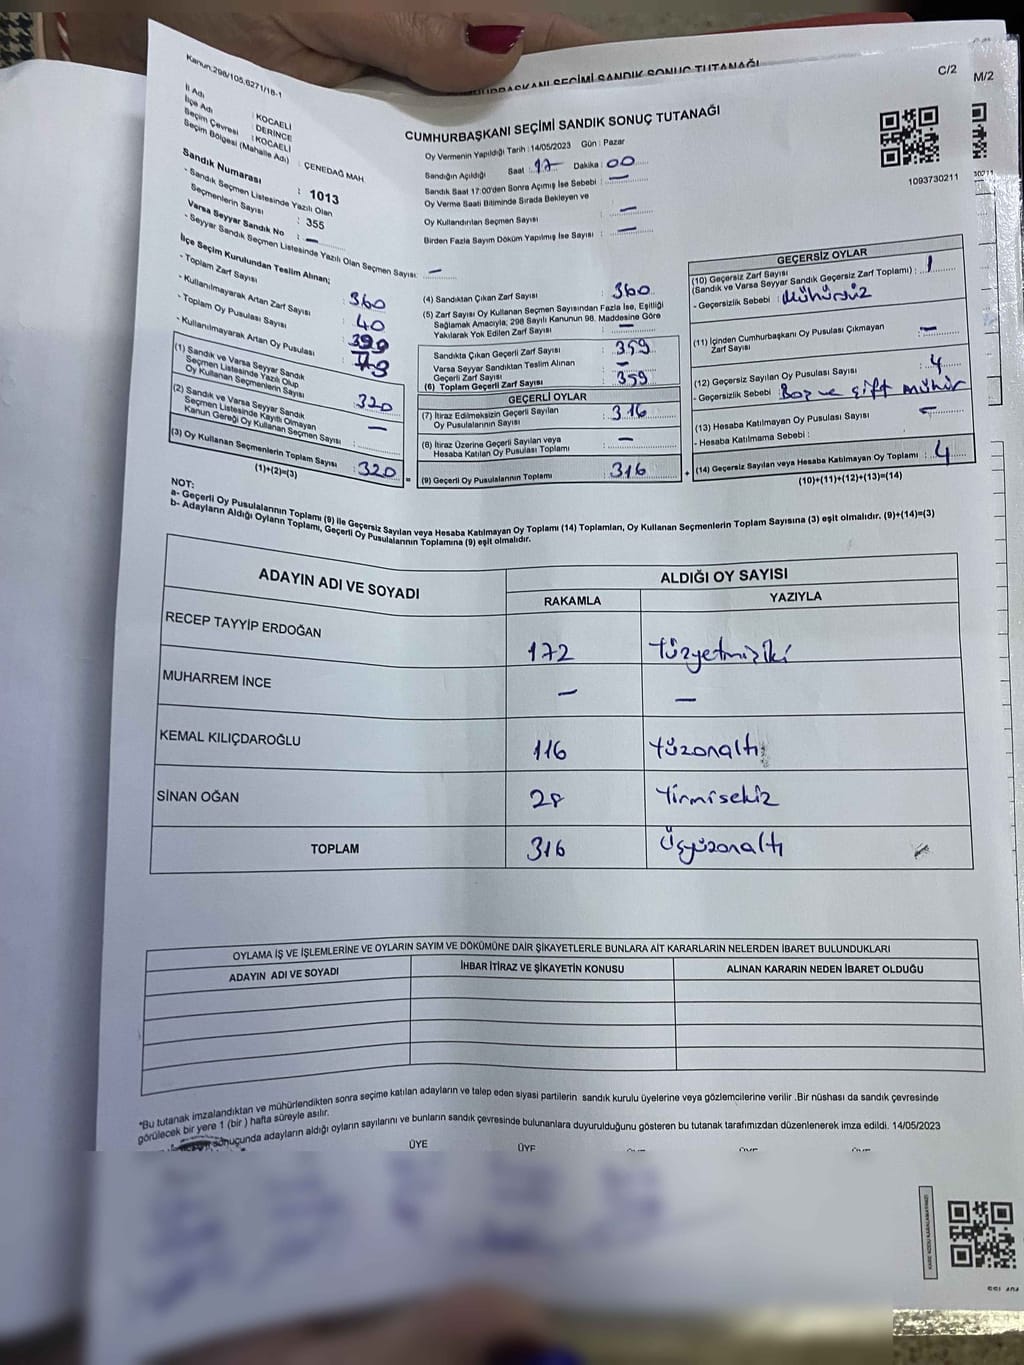 CUMHURBAŞKANI SEÇİMİ SANDIK SONUÇ TUTANAĞI
C/2
M/2
Kanun:298/105,6271/18-1
İl Adı : KOCAELİ
İlçe Adı : DERİNCE
Seçim Çevresi : KOCAELİ
Seçim Bölgesi (Mahalle Adı) : ÇENEDAĞ MAH.
CUMHURBAŞKANI SEÇİMİ SANDIK SONUÇ TUTANAĞI
Oy Vermenin Yapıldığı Tarih : 14/05/2023 Gün : Pazar
Sandığın Açıldığı Saat : 17 Dakika : 00
Sandık Saat 17:00'den Sonra Açımış İse Sebebi : —
Oy Verme Saati Bitiminde Sırada Bekleyen ve
Oy Kullandırılan Seçmen Sayısı : —
Birden Fazla Sayım Döküm Yapılmış İse Sayısı : —
1093730211
Sandık Numarası : 1013
- Sandık Seçmen Listesinde Yazılı Olan
Seçmenlerin Sayısı : 355
Varsa Seyyar Sandık No : —
- Seyyar Sandık Seçmen Listesinde Yazılı Olan Seçmen Sayısı: —
İlçe Seçim Kurulundan Teslim Alınan;
- Toplam Zarf Sayısı : 360
- Kullanılmayarak Artan Zarf Sayısı : 40
- Toplam Oy Pusulası Sayısı : 399
- Kullanılmayarak Artan Oy Pusulası :
(1) Sandık ve Varsa Seyyar Sandık
Seçmen Listesinde Yazılı Olup
Oy Kullanan Seçmenlerin Sayısı : 320
(2) Sandık ve Varsa Seyyar Sandık
Seçmen Listesinde Kayıtlı Olmayan
Kanun Gereği Oy Kullanan Seçmen Sayısı : —
(3) Oy Kullanan Seçmenlerin Toplam Sayısı : 320
(1)+(2)=(3)
(4) Sandıktan Çıkan Zarf Sayısı : 360
(5) Zarf Sayısı Oy Kullanan Seçmen Sayısından Fazla İse, Eşitliği
Sağlamak Amacıyla; 298 Sayılı Kanunun 98. Maddesine Göre
Yakılarak Yok Edilen Zarf Sayısı : —
Sandıkta Çıkan Geçerli Zarf Sayısı : 359
Varsa Seyyar Sandıktan Teslim Alınan
Geçerli Zarf Sayısı : —
(6) Toplam Geçerli Zarf Sayısı : 359
GEÇERLİ OYLAR
(7) İtiraz Edilmeksizin Geçerli Sayılan
Oy Pusulalarının Sayısı : 316
(8) İtiraz Üzerine Geçerli Sayılan veya
Hesaba Katılan Oy Pusulası Toplamı : —
(9) Geçerli Oy Pusulalarının Toplamı : 316
GEÇERSİZ OYLAR
(10) Geçersiz Zarf Sayısı
(Sandık ve Varsa Seyyar Sandık Geçersiz Zarf Toplamı) : 1
- Geçersizlik Sebebi : Mühürsüz
(11) İçinden Cumhurbaşkanı Oy Pusulası Çıkmayan
Zarf Sayısı : —
(12) Geçersiz Sayılan Oy Pusulası Sayısı : 4
- Geçersizlik Sebebi : Boş ve çift mühür
(13) Hesaba Katılmayan Oy Pusulası Sayısı : —
- Hesaba Katılmama Sebebi :
+ (14) Geçersiz Sayılan veya Hesaba Katılmayan Oy Toplamı : 4
(10)+(11)+(12)+(13)=(14)
NOT:
a- Geçerli Oy Pusulalarının Toplamı (9) ile Geçersiz Sayılan veya Hesaba Katılmayan Oy Toplamı (14) Toplamları, Oy Kullanan Seçmenlerin Toplam Sayısına (3) eşit olmalıdır. (9)+(14)=(3)
b- Adayların Aldığı Oyların Toplamı, Geçerli Oy Pusulalarının Toplamına (9) eşit olmalıdır.
ADAYIN ADI VE SOYADI
ALDIĞI OY SAYISI
RAKAMLA YAZIYLA
RECEP TAYYİP ERDOĞAN 172 Yüzyetmişiki
MUHARREM İNCE — —
KEMAL KILIÇDAROĞLU 116 Yüzonaltı
SİNAN OĞAN 28 Yirmisekiz
TOPLAM 316 Üçyüzonaltı
OYLAMA İŞ VE İŞLEMLERİNE VE OYLARIN SAYIM VE DÖKÜMÜNE DAİR ŞİKAYETLERLE BUNLARA AİT KARARLARIN NELERDEN İBARET BULUNDUKLARI
ADAYIN ADI VE SOYADI İHBAR İTİRAZ VE ŞİKAYETİN KONUSU ALINAN KARARIN NEDEN İBARET OLDUĞU
*Bu tutanak imzalandıktan ve mühürlendikten sonra seçime katılan adayların ve talep eden siyasi partilerin sandık kurulu üyelerine veya gözlemcilerine verilir .Bir nüshası da sandık çevresinde
görülecek bir yere 1 (bir ) hafta süreyle asılır.
sonuçunda adayların aldığı oyların sayılarını ve bunların sandık çevresinde bulunanlara duyurulduğunu gösteren bu tutanak tarafımızdan düzenlenerek imza edildi. 14/05/2023
ÜYE ÜYE